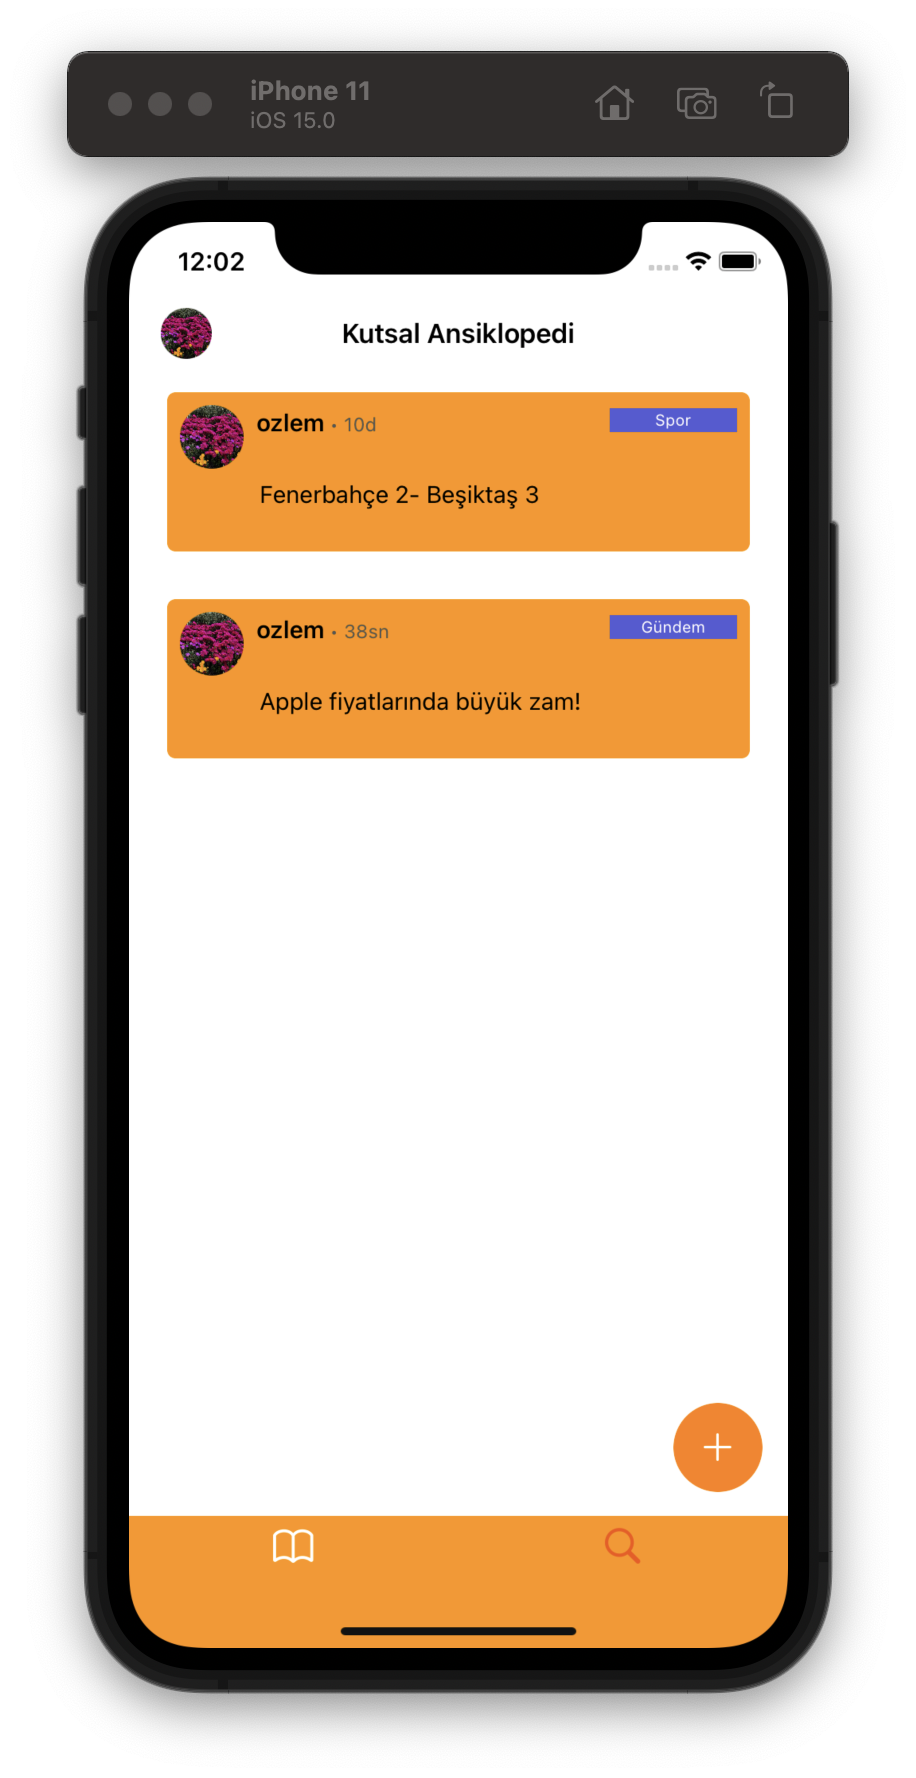 iPhone 11
iOS 15.0
12:02
Kutsal Ansiklopedi
ozlem • 10d
Spor
Fenerbahçe 2- Beşiktaş 3
ozlem • 38sn
Gündem
Apple fiyatlarında büyük zam!